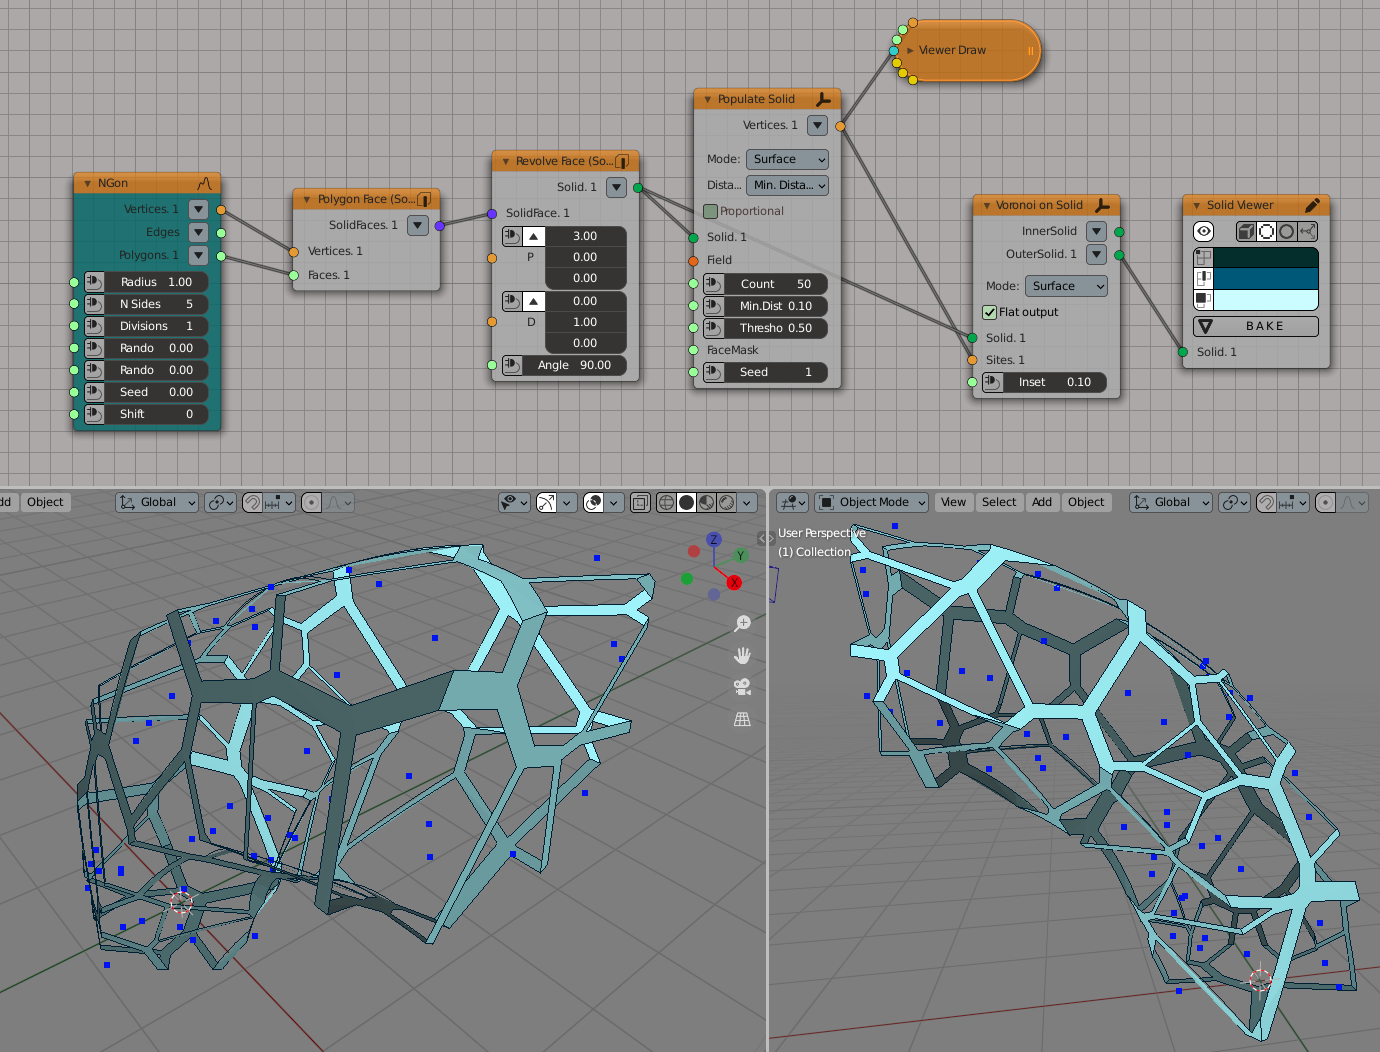 Viewer Draw
Populate Solid
Vertices. 1
Mode: Surface
Dista... Min. Dista...
Proportional
Solid. 1
Field
Count 50
Min.Dist 0.10
Thresho 0.50
FaceMask
Seed 1
NGon
Vertices. 1
Edges
Polygons. 1
Radius 1.00
N Sides 5
Divisions 1
Rando 0.00
Rando 0.00
Seed 0.00
Shift 0
Polygon Face (So...
SolidFaces. 1
Vertices. 1
Faces. 1
Revolve Face (So...
Solid. 1
SolidFace. 1
3.00
P 0.00
0.00
0.00
D 1.00
0.00
Angle 90.00
Voronoi on Solid
InnerSolid
OuterSolid. 1
Mode: Surface
Flat output
Solid. 1
Sites. 1
Inset 0.10
Solid Viewer
BAKE
Solid. 1
dd Object Global
Z
Y
X
Object Mode View Select Add Object Global
User Perspective
(1) Collection